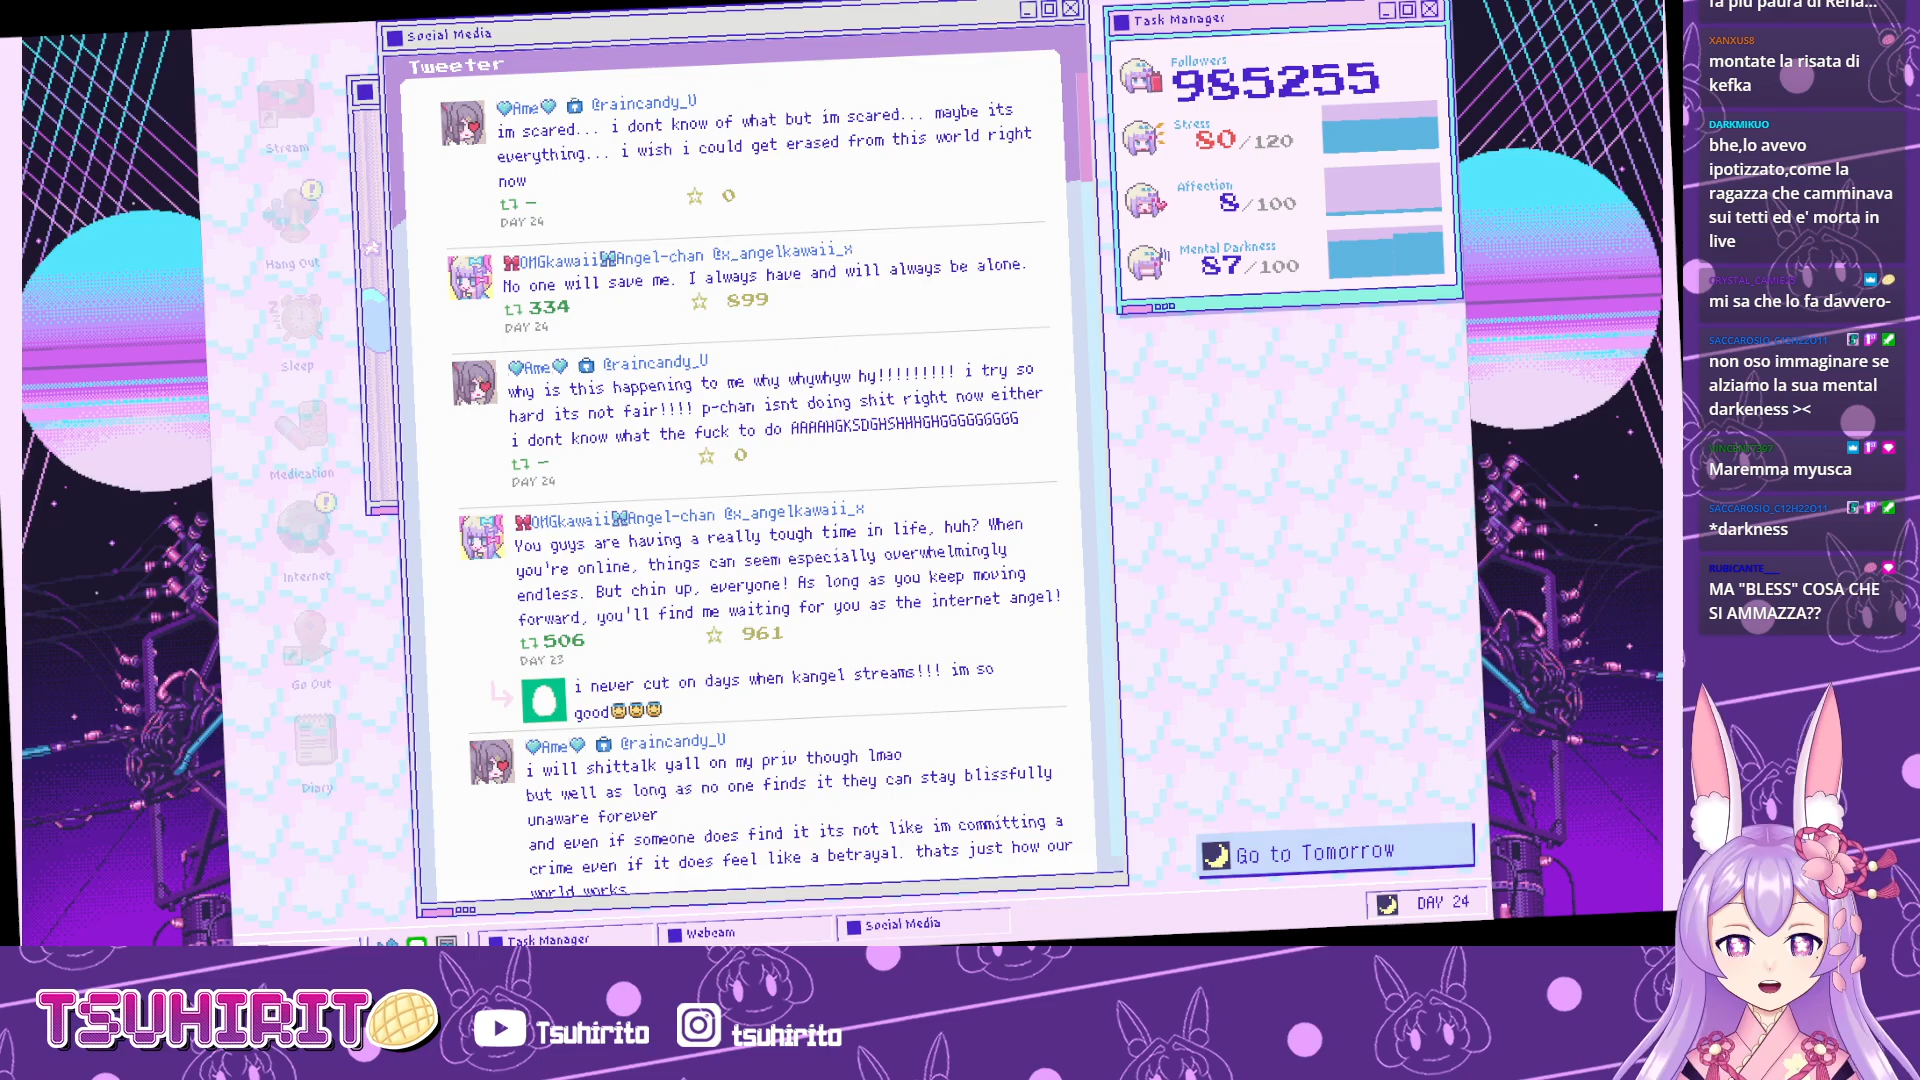 Social Media
Tweeter
Ame @raincandy_U
im scared... i dont know of what but im scared... maybe its
everything... i wish i could get erased from this world right
now
– 0
DAY 24
OMGkawaii Angel-chan @x_angelkawaii_x
No one will save me. I always have and will always be alone.
334 899
DAY 24
Ame @raincandy_U
why is this happening to me why whywhyw hy!!!!!!!!! i try so
hard its not fair!!!! p-chan isnt doing shit right now either
i dont know what the fuck to do AAAAHGKSDGHSHHHGHGGGGGGGGG
– 0
DAY 24
OMGkawaii Angel-chan @x_angelkawaii_x
You guys are having a really tough time in life, huh? When
you're online, things can seem especially overwhelmingly
endless. But chin up, everyone! As long as you keep moving
forward, you'll find me waiting for you as the internet angel!
506 961
DAY 23
i never cut on days when kangel streams!!! im so
good
Ame @raincandy_U
i will shittalk yall on my priv though lmao
but well as long as no one finds it they can stay blissfully
unaware forever
and even if someone does find it its not like im committing a
crime even if it does feel like a betrayal. thats just how our
world works
Stream
Hang Out
Sleep
Medication
Internet
Go Out
Diary
Task Manager
Followers
985255
Stress
80/120
Affection
8/100
Mental Darkness
87/100
Go to Tomorrow
DAY 24
Task Manager
Webcam
Social Media
fa più paura di Rena...
XANXUS8
montate la risata di
kefka
DARKMIKUO
bhe,lo avevo
ipotizzato,come la
ragazza che camminava
sui tetti ed e' morta in
live
mi sa che lo fa davvero-
SACCAROSIO_C12H22O11
non oso immaginare se
alziamo la sua mental
darkeness ><
Maremma myusca
SACCAROSIO_C12H22O11
*darkness
RUBICANTE__
MA "BLESS" COSA CHE
SI AMMAZZA??
TSUHIRITO
Tsuhirito
tsuhirito